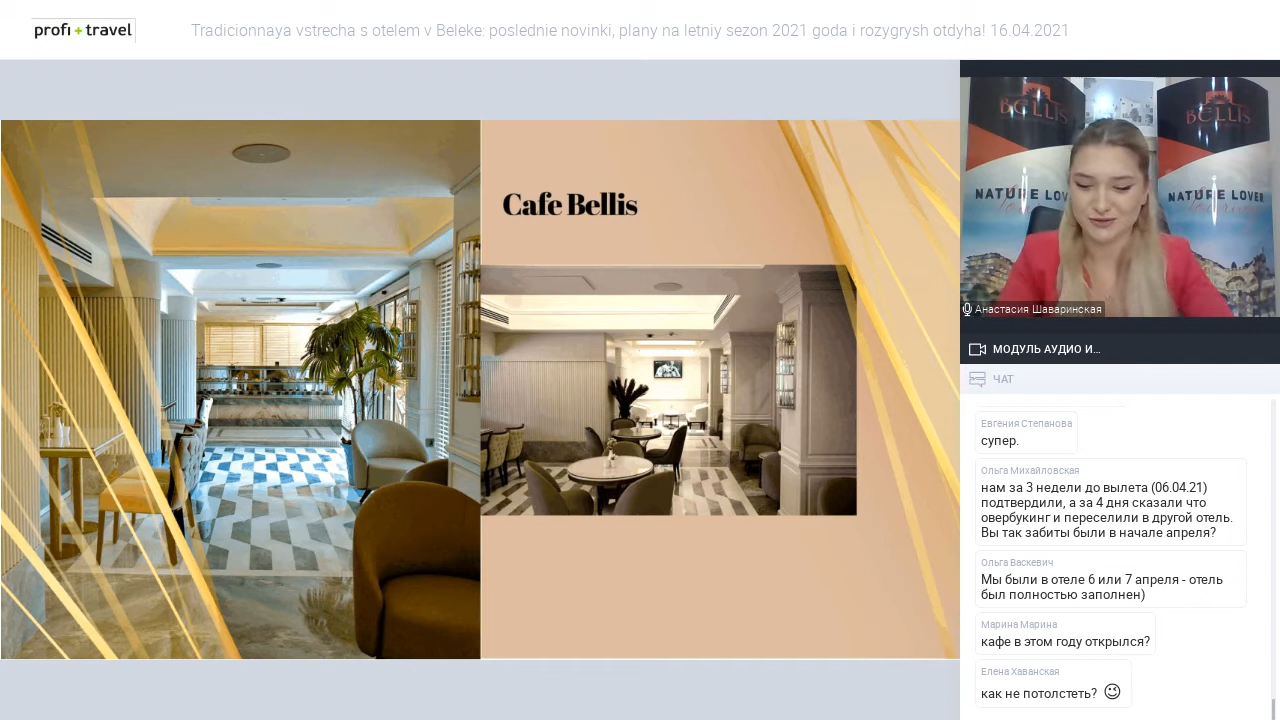 profi+travel
Tradicionnaya vstrecha s otelem v Beleke: poslednie novinki, plany na letniy sezon 2021 goda i rozygrysh otdyha! 16.04.2021
Cafe Bellis
BELLIS
BELLIS
NATURE LOVER
NATURE LOVER
Анастасия Шаваринская
МОДУЛЬ АУДИО И...
ЧАТ
Евгения Степанова
супер.
Ольга Михайловская
нам за 3 недели до вылета (06.04.21)
подтвердили, а за 4 дня сказали что
овербукинг и переселили в другой отель.
Вы так забиты были в начале апреля?
Ольга Васкевич
Мы были в отеле 6 или 7 апреля - отель
был полностью заполнен)
Марина Марина
кафе в этом году открылся?
Елена Хаванская
как не потолстеть? 😉